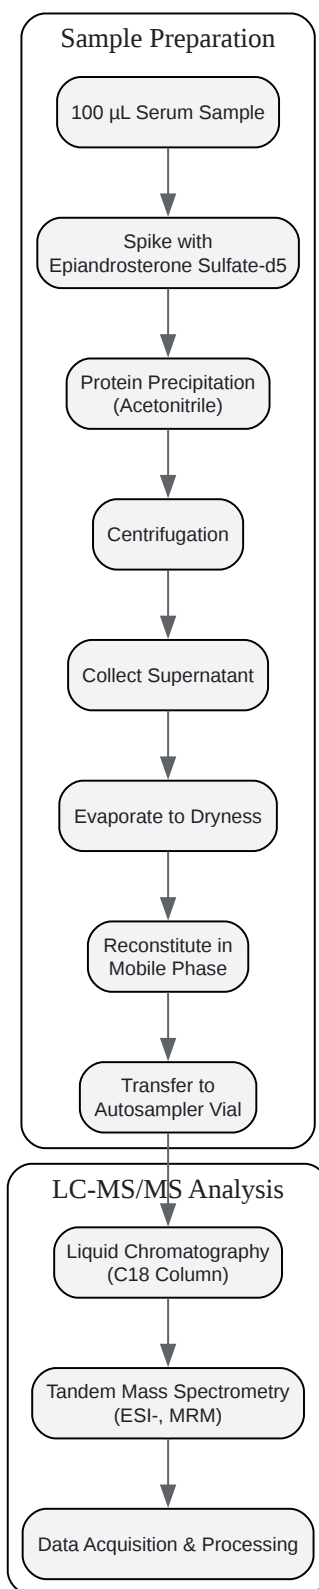 Sample Preparation
100 µL Serum Sample
Spike with
Epiandrosterone Sulfate-d5
Protein Precipitation
(Acetonitrile)
Centrifugation
Collect Supernatant
Evaporate to Dryness
Reconstitute in
Mobile Phase
Transfer to
Autosampler Vial
LC-MS/MS Analysis
Liquid Chromatography
(C18 Column)
Tandem Mass Spectrometry
(ESI-, MRM)
Data Acquisition & Processing